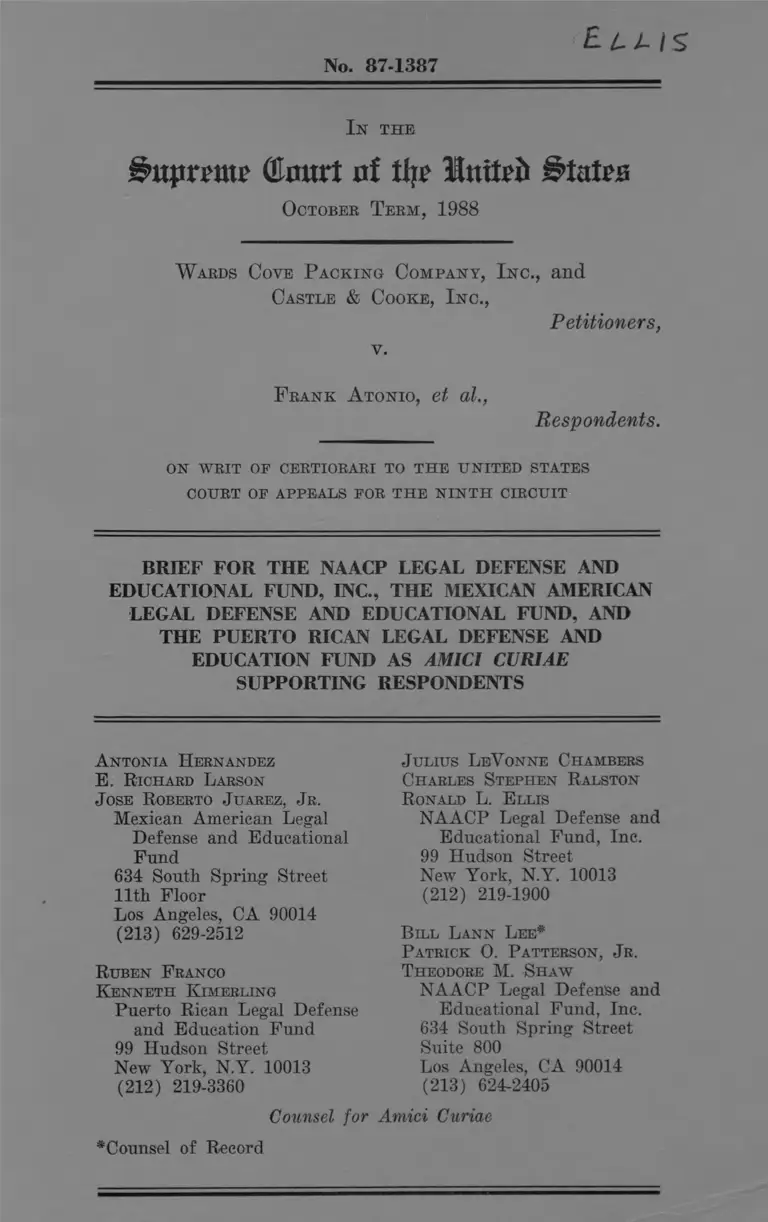 ELLIS
No. 87-1387
IN THE
Supreme Court of the United States
OCTOBER TERM, 1988
WARDS COVE PACKING COMPANY, INC., and
CASTLE & COOKE, INC.,
Petitioners,
v.
FRANK ATONIO, et al.,
Respondents.
ON WRIT OF CERTIORARI TO THE UNITED STATES
COURT OF APPEALS FOR THE NINTH CIRCUIT
BRIEF FOR THE NAACP LEGAL DEFENSE AND
EDUCATIONAL FUND, INC., THE MEXICAN AMERICAN
LEGAL DEFENSE AND EDUCATIONAL FUND, AND
THE PUERTO RICAN LEGAL DEFENSE AND
EDUCATION FUND AS AMICI CURIAE
SUPPORTING RESPONDENTS
ANTONIA HERNANDEZ
E. RICHARD LARSON
JOSE ROBERTO JUAREZ, JR.
Mexican American Legal
Defense and Educational
Fund
634 South Spring Street
11th Floor
Los Angeles, CA 90014
(213) 629-2512
RUBEN FRANCO
KENNETH KIMERLING
Puerto Rican Legal Defense
and Education Fund
99 Hudson Street
New York, N.Y. 10013
(212) 219-3360
JULIUS LEVONNE CHAMBERS
CHARLES STEPHEN RALSTON
RONALD L. ELLIS
NAACP Legal Defense and
Educational Fund, Inc.
99 Hudson Street
New York, N.Y. 10013
(212) 219-1900
BILL LANN LEE*
PATRICK O. PATTERSON, JR.
THEODORE M. SHAW
NAACP Legal Defense and
Educational Fund, Inc.
634 South Spring Street
Suite 800
Los Angeles, CA 90014
(213) 624-2405
Counsel for Amici Curiae
*Counsel of Record